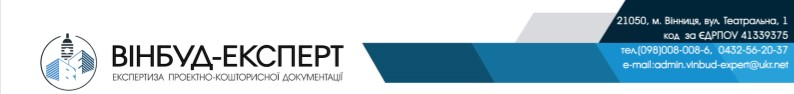 ВІНБУД-ЕКСПЕРТ
ЕКСПЕРТИЗА ПРОЕКТНО-КОШТОРИСНОЇ ДОКУМЕНТАЦІЇ
21050, м. Вінниця, вул. Театральна, 1
код за ЄДРПОУ 41339375
тел.(098)008-008-6, 0432-56-20-37
e-mail:admin.vinbud-expert@ukr.net